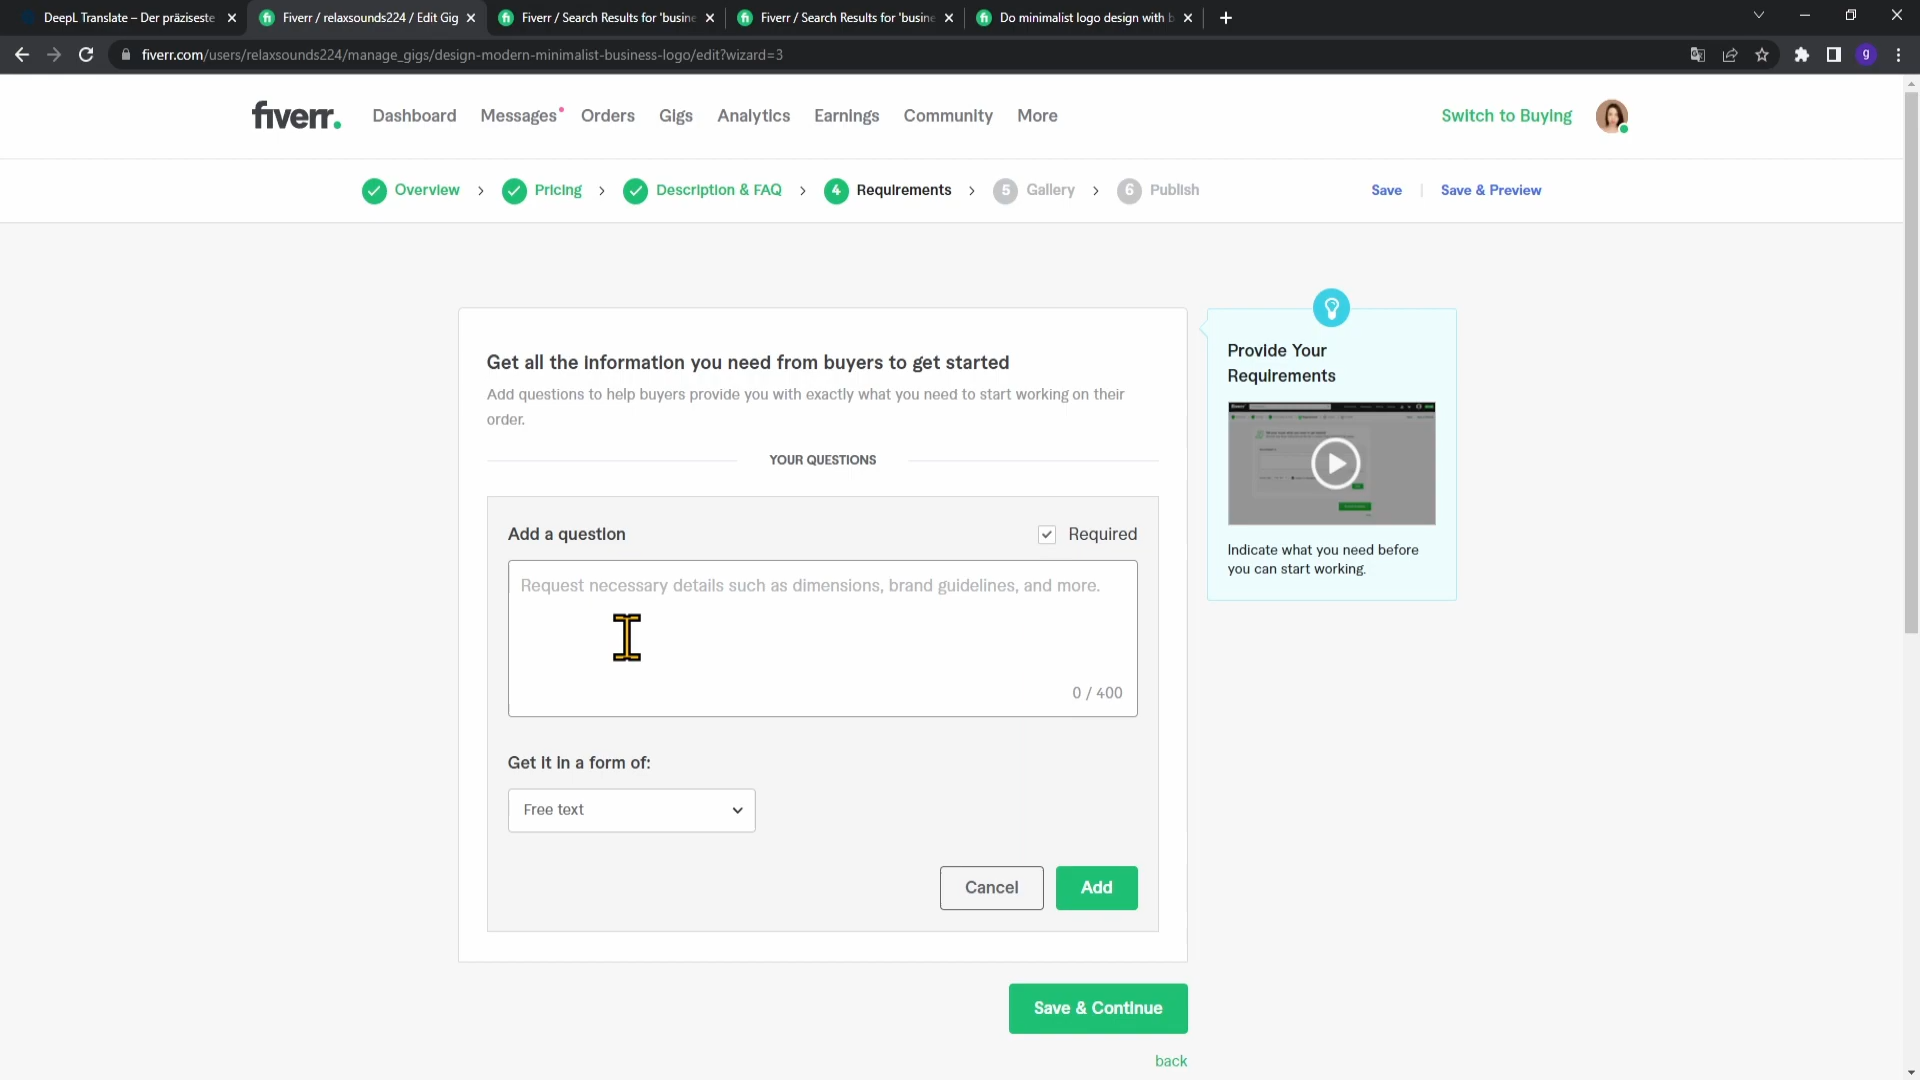 DeepL Translate – Der präziseste
Fiverr / relaxsounds224 / Edit Gig
Fiverr / Search Results for 'busine
Fiverr / Search Results for 'busine
Do minimalist logo design with b
fiverr.com/users/relaxsounds224/manage_gigs/design-modern-minimalist-business-logo/edit?wizard=3
g
fiverr.
Dashboard
Messages
Orders
Gigs
Analytics
Earnings
Community
More
Switch to Buying
Overview
Pricing
Description & FAQ
4 Requirements
5 Gallery
6 Publish
Save
Save & Preview
Get all the information you need from buyers to get started
Add questions to help buyers provide you with exactly what you need to start working on their
order.
YOUR QUESTIONS
Add a question
Required
Request necessary details such as dimensions, brand guidelines, and more.
0 / 400
Get it in a form of:
Free text
Cancel
Add
Save & Continue
back
Provide Your
Requirements
Indicate what you need before
you can start working.